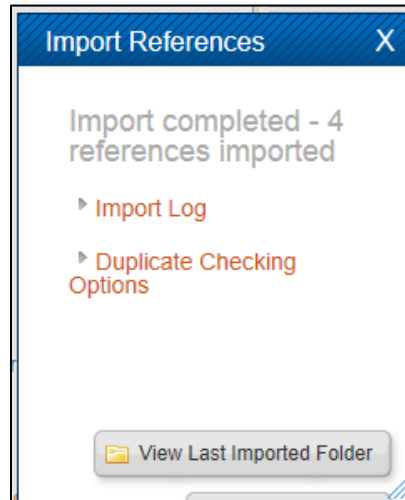 Import References X
Import completed - 4
references imported
Import Log
Duplicate Checking
Options
View Last Imported Folder